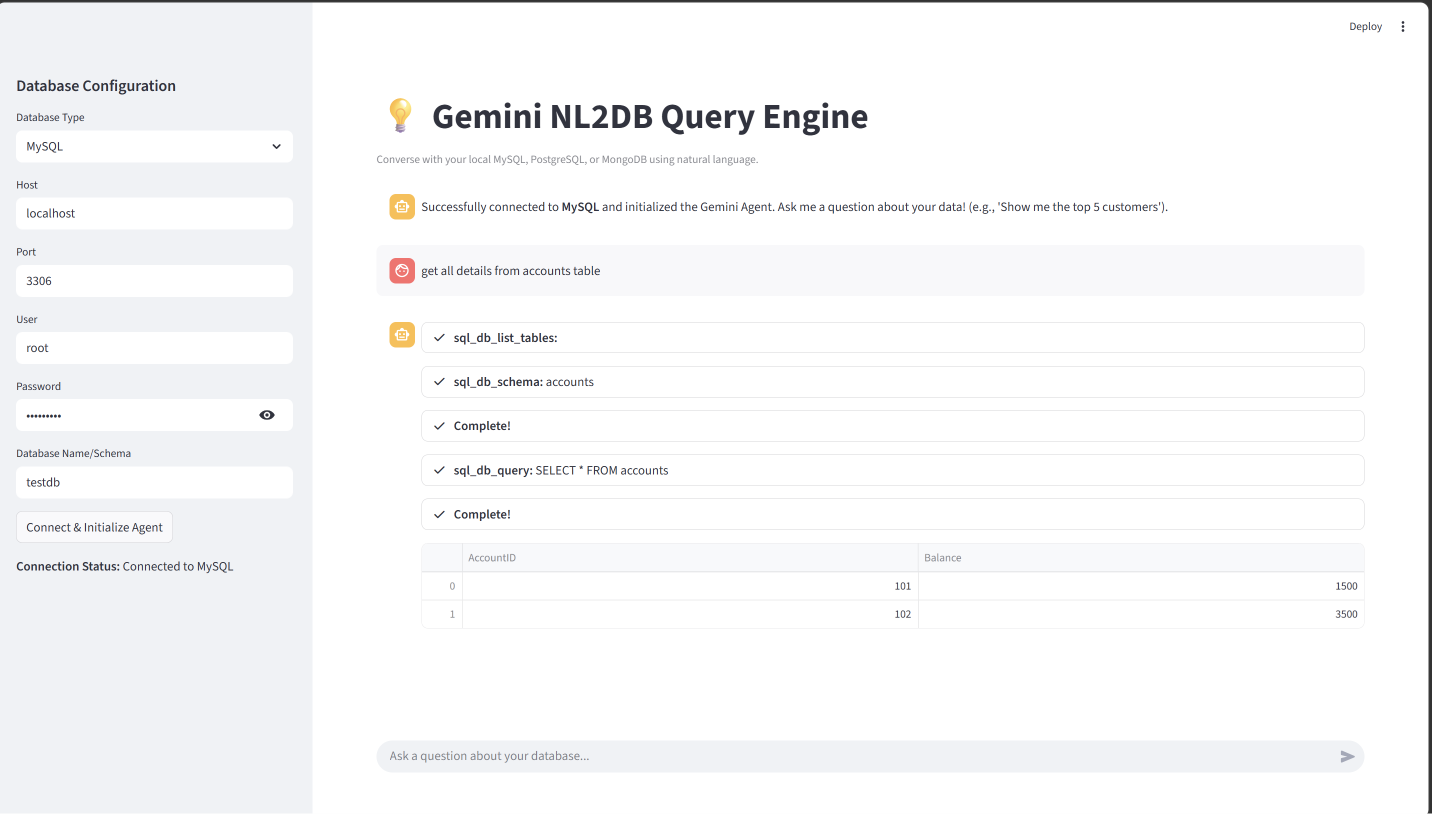 Deploy
Database Configuration
Database Type
MySQL
Host
localhost
Port
3306
User
root
Password
•••••••••
Database Name/Schema
testdb
Connect & Initialize Agent
Connection Status: Connected to MySQL
Gemini NL2DB Query Engine
Converse with your local MySQL, PostgreSQL, or MongoDB using natural language.
Successfully connected to MySQL and initialized the Gemini Agent. Ask me a question about your data! (e.g., 'Show me the top 5 customers').
get all details from accounts table
sql_db_list_tables:
sql_db_schema: accounts
Complete!
sql_db_query: SELECT * FROM accounts
Complete!
AccountID Balance
0 101 1500
1 102 3500
Ask a question about your database...